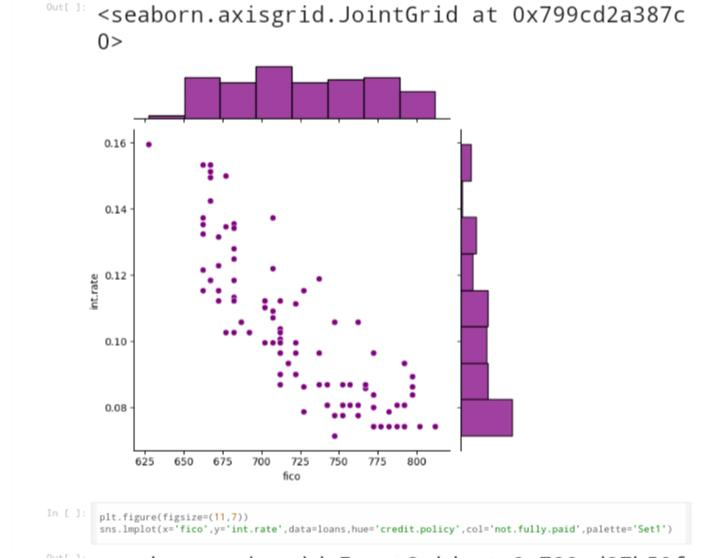 Out[ ]:
<seaborn.axisgrid.JointGrid at 0x799cd2a387c
0>
0.16
0.14
0.12
0.10
0.08
int.rate
625 650 675 700 725 750 775 800
fico
In [ ]:
plt.figure(figsize=(11,7))
sns.lmplot(x='fico',y='int.rate',data=loans,hue='credit.policy',col='not.fully.paid',palette='Set1')